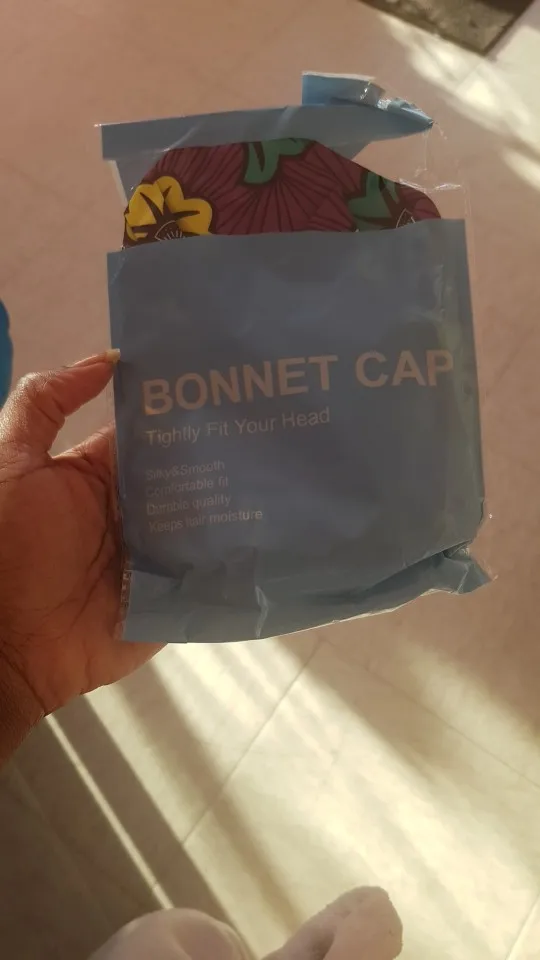 BONNET CAP
Tightly Fit Your Head
Silky&Smooth
Comfortable fit
Durable quality
Keeps hair moisture